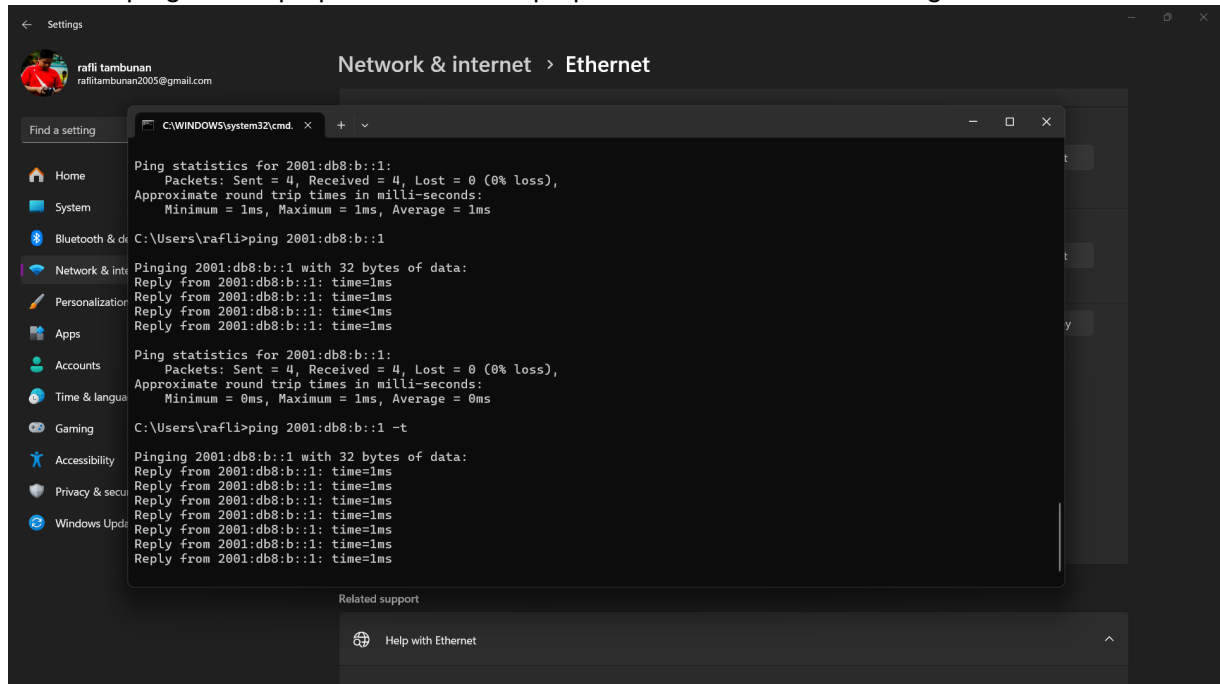 Settings
rafli tambunan
raflitambunan2005@gmail.com
Network & internet > Ethernet
Find a setting
C:\WINDOWS\system32\cmd.
Home
System
Bluetooth & de
Network & inte
Personalization
Apps
Accounts
Time & langua
Gaming
Accessibility
Privacy & secu
Windows Upda
Ping statistics for 2001:db8:b::1:
Packets: Sent = 4, Received = 4, Lost = 0 (0% loss),
Approximate round trip times in milli-seconds:
Minimum = 1ms, Maximum = 1ms, Average = 1ms
C:\Users\rafli>ping 2001:db8:b::1
Pinging 2001:db8:b::1 with 32 bytes of data:
Reply from 2001:db8:b::1: time=1ms
Reply from 2001:db8:b::1: time=1ms
Reply from 2001:db8:b::1: time<1ms
Reply from 2001:db8:b::1: time=1ms
Ping statistics for 2001:db8:b::1:
Packets: Sent = 4, Received = 4, Lost = 0 (0% loss),
Approximate round trip times in milli-seconds:
Minimum = 0ms, Maximum = 1ms, Average = 0ms
C:\Users\rafli>ping 2001:db8:b::1 -t
Pinging 2001:db8:b::1 with 32 bytes of data:
Reply from 2001:db8:b::1: time=1ms
Reply from 2001:db8:b::1: time=1ms
Reply from 2001:db8:b::1: time=1ms
Reply from 2001:db8:b::1: time=1ms
Reply from 2001:db8:b::1: time=1ms
Reply from 2001:db8:b::1: time=1ms
Reply from 2001:db8:b::1: time=1ms
t
t
y
Related support
Help with Ethernet